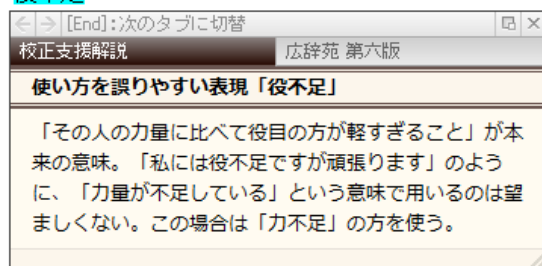 役不足
[End]:次のタブに切替
校正支援解説
広辞苑 第六版
使い方を誤りやすい表現「役不足」
「その人の力量に比べて役目の方が軽すぎること」が本
来の意味。「私には役不足ですが頑張ります」のよう
に、「力量が不足している」という意味で用いるのは望
ましくない。この場合は「力不足」の方を使う。